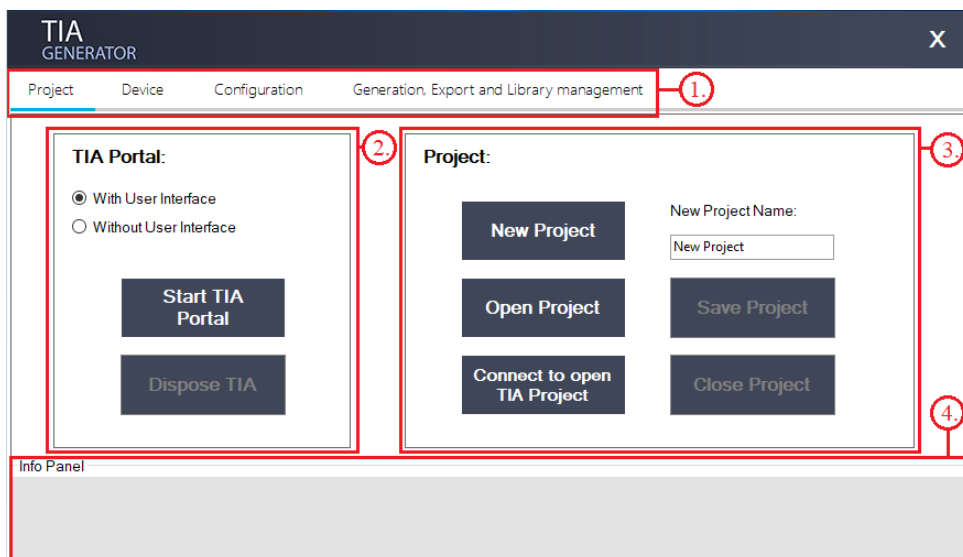 TIA
GENERATOR
X
Project Device Configuration Generation, Export and Library management
1.
2.
3.
TIA Portal:
With User Interface
Without User Interface
Start TIA
Portal
Dispose TIA
Project:
New Project
New Project Name:
New Project
Open Project
Save Project
Connect to open
TIA Project
Close Project
4.
Info Panel